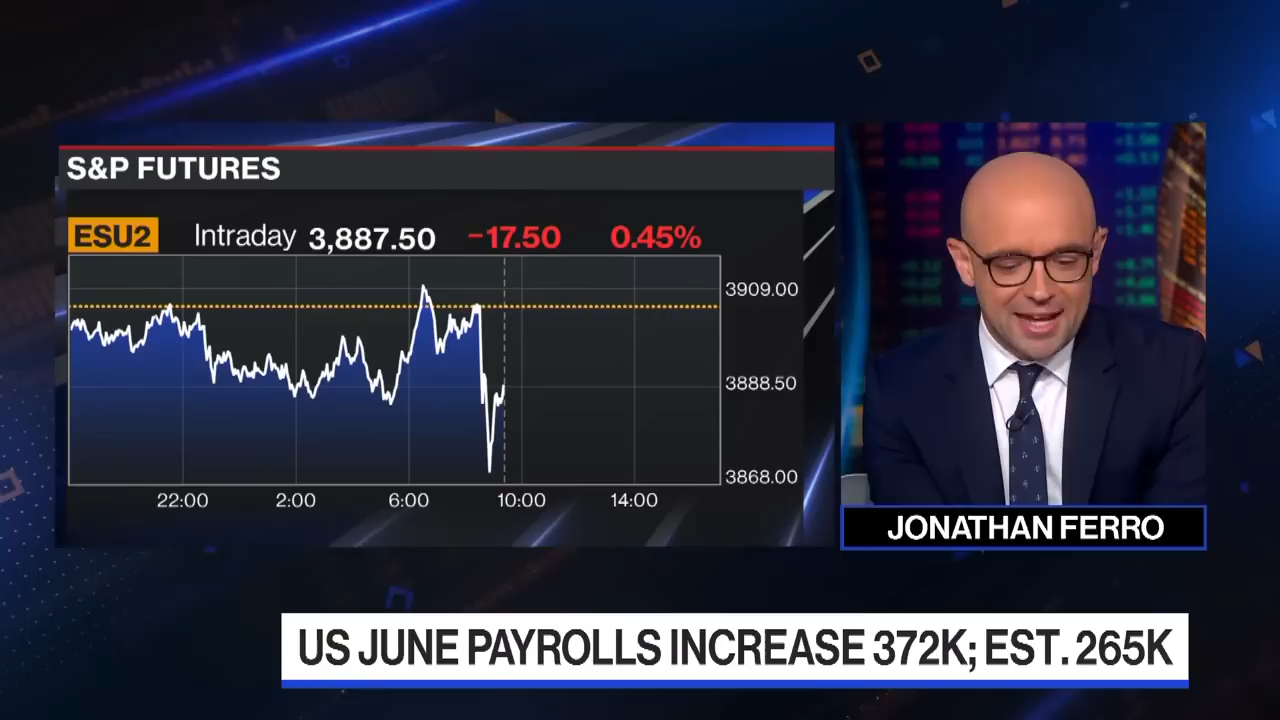 S&P FUTURES
ESU2 Intraday 3,887.50 -17.50 0.45%
3909.00
3888.50
3868.00
22:00 2:00 6:00 10:00 14:00
JONATHAN FERRO
US JUNE PAYROLLS INCREASE 372K; EST. 265K